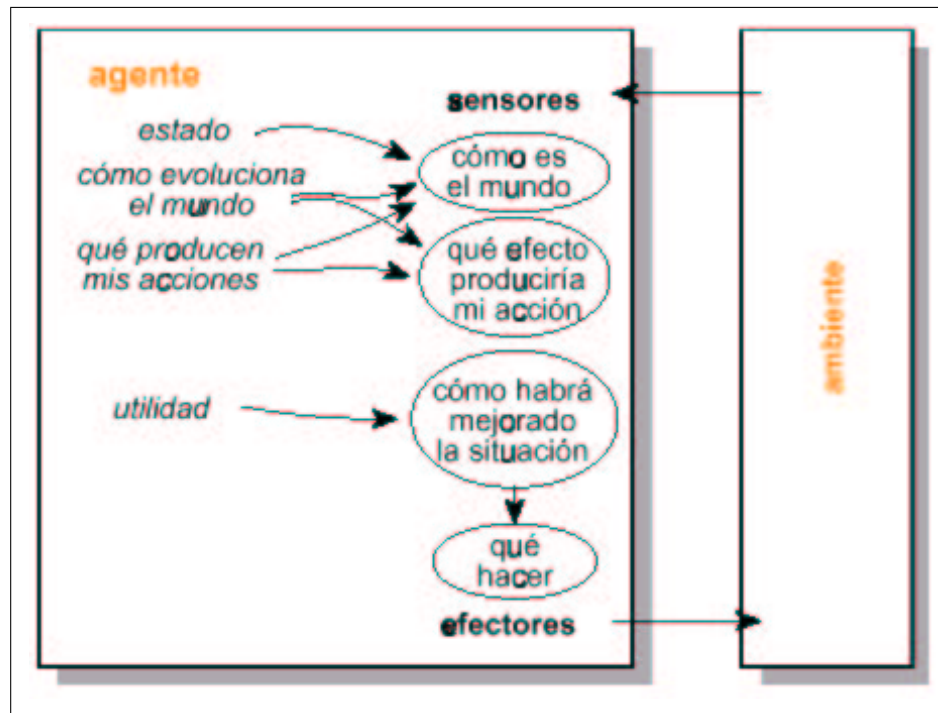 agente
sensores
estado
cómo es
el mundo
cómo evoluciona
el mundo
qué producen
mis acciones
qué efecto
produciría
mi acción
utilidad
cómo habrá
mejorado
la situación
qué
hacer
efectores
ambiente